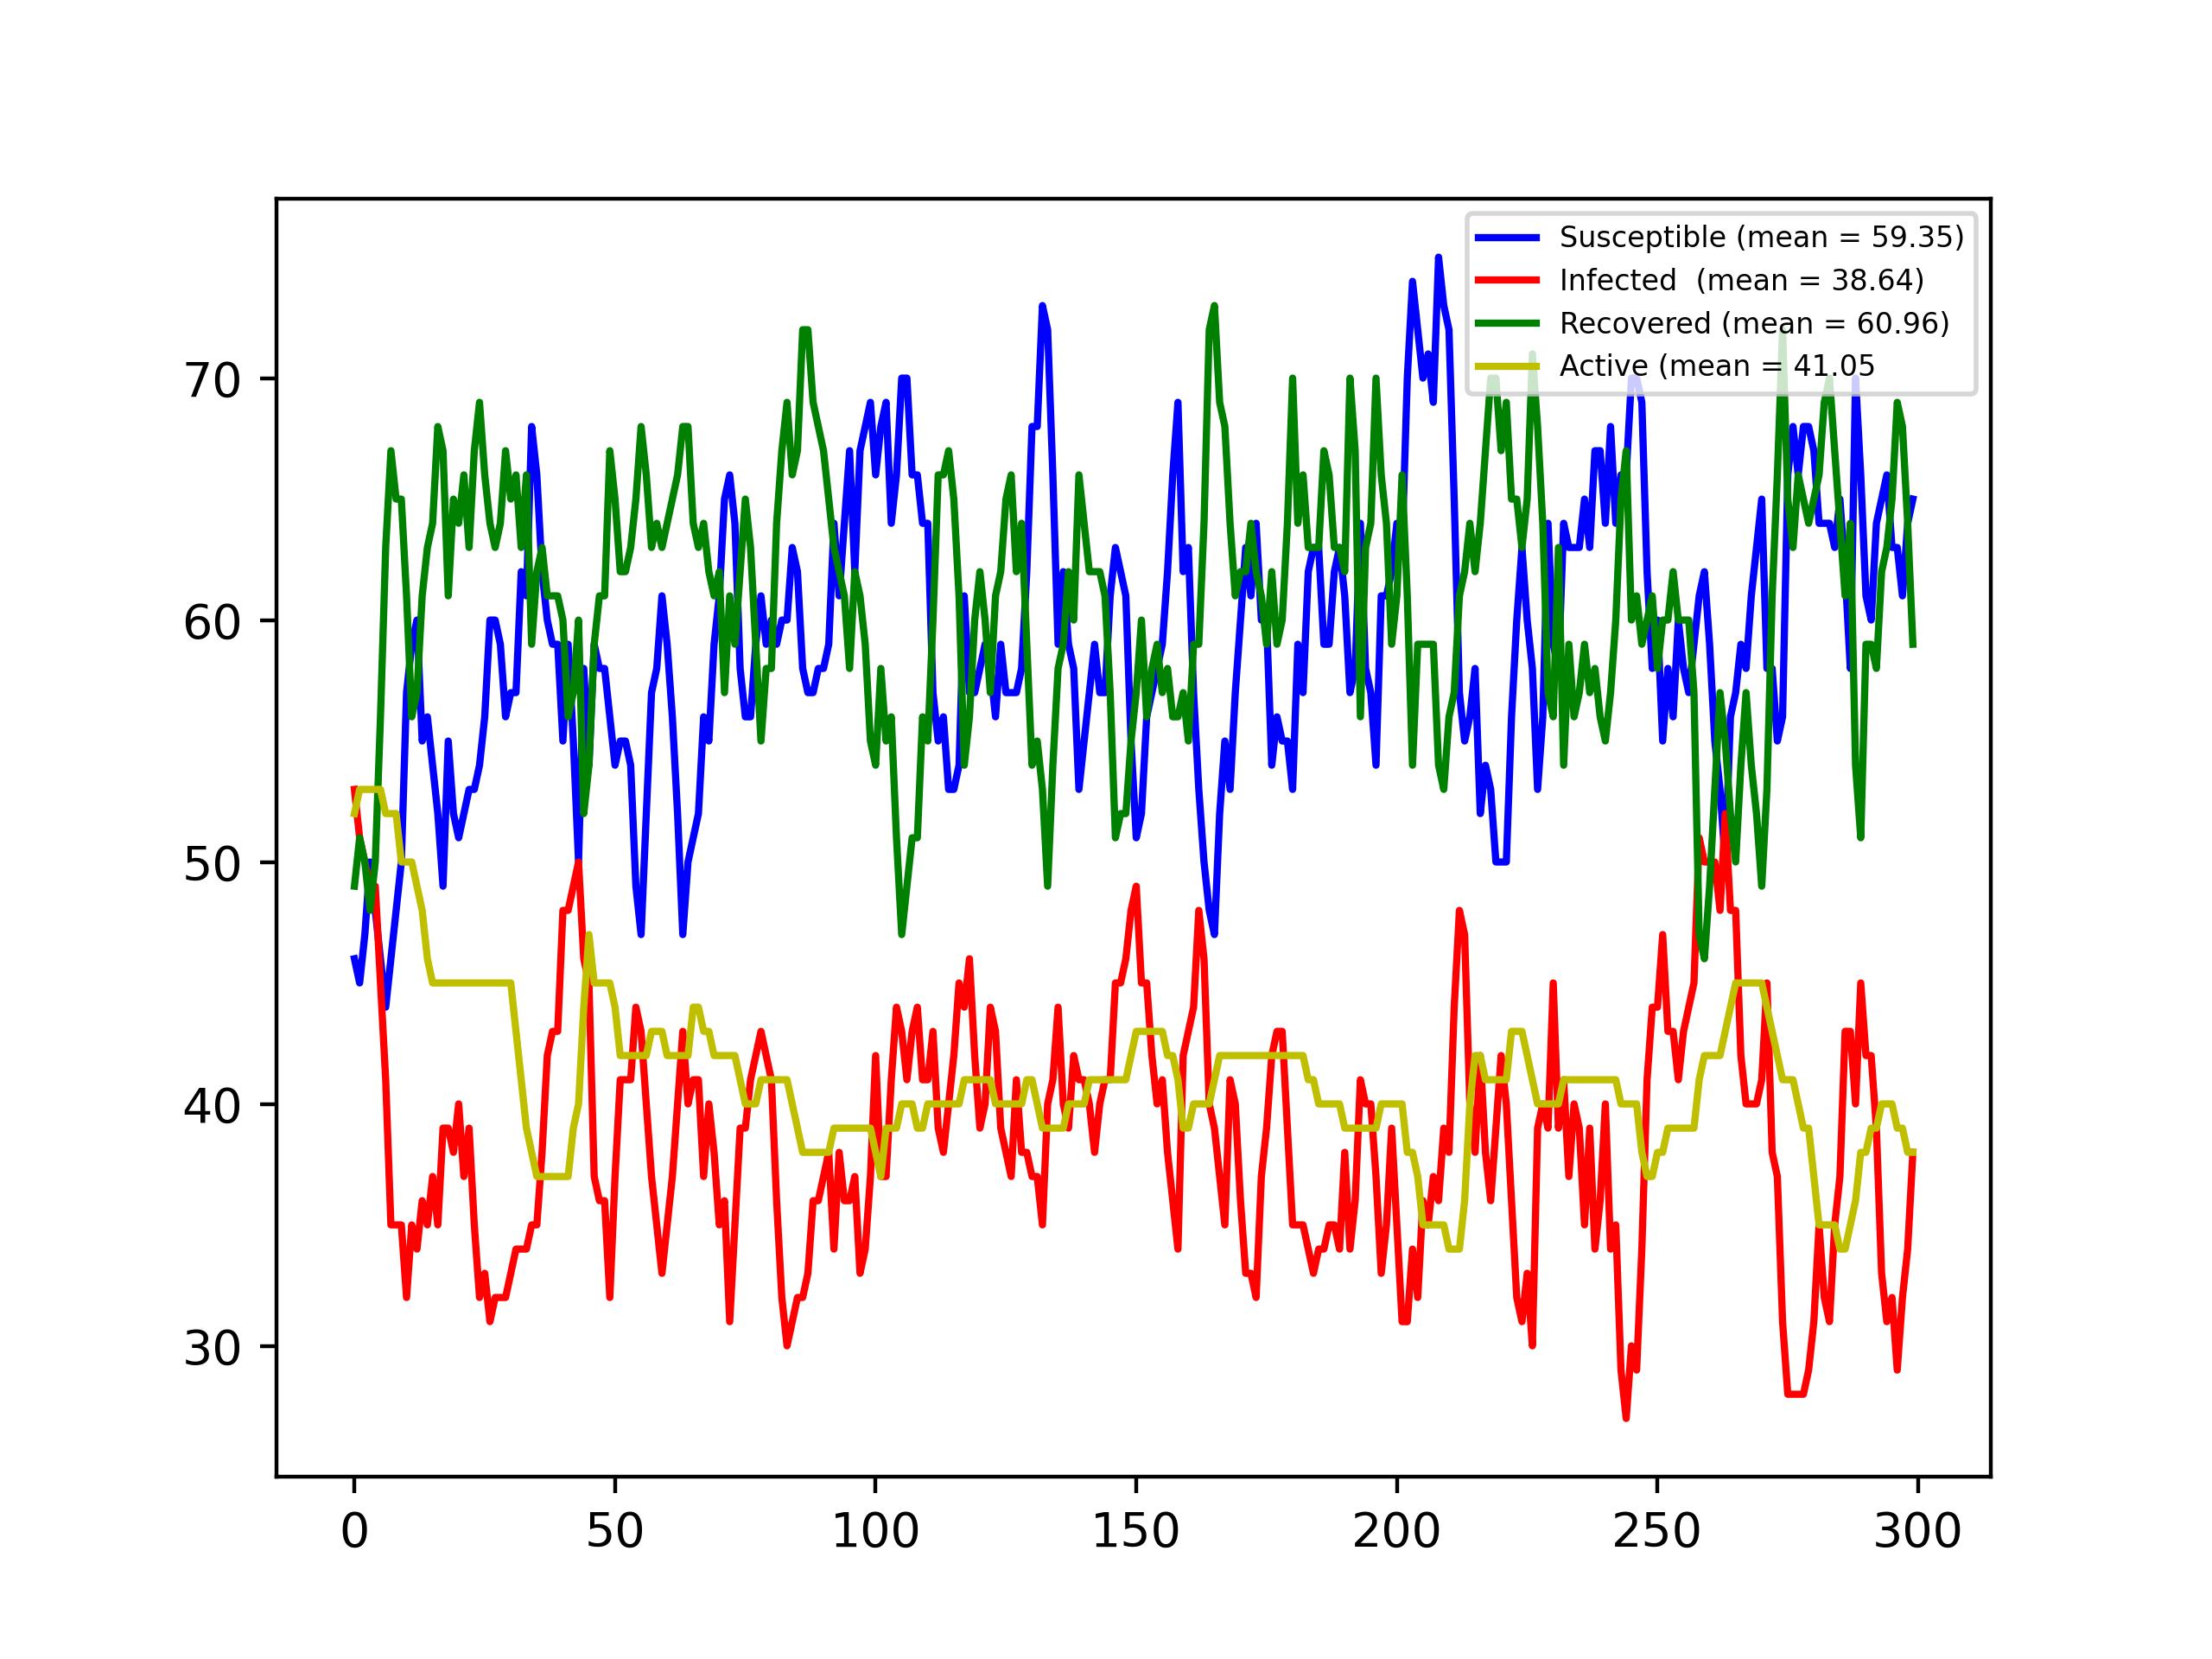 Susceptible (mean = 59.35)
Infected  (mean = 38.64)
Recovered (mean = 60.96)
Active (mean = 41.05
70
60
50
40
30
0 50 100 150 200 250 300